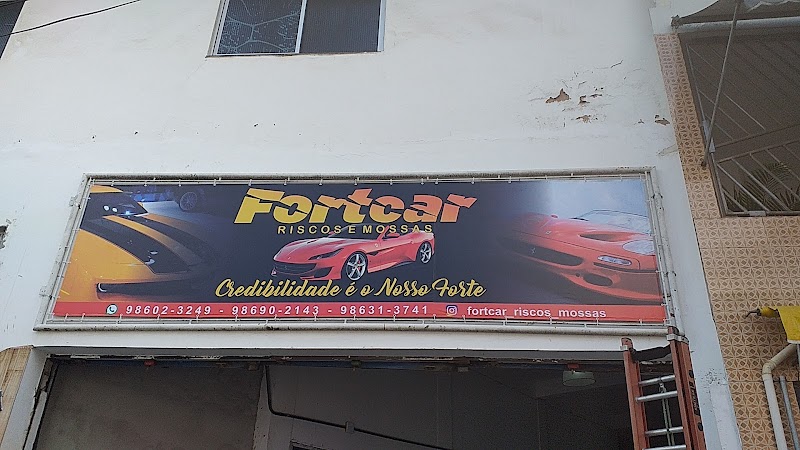 Fortcar
RISCOS E MOSSAS
Credibilidade é o Nosso Forte
98602-3249 - 98690-2143 - 98631-3741 fortcar_riscos_mossas